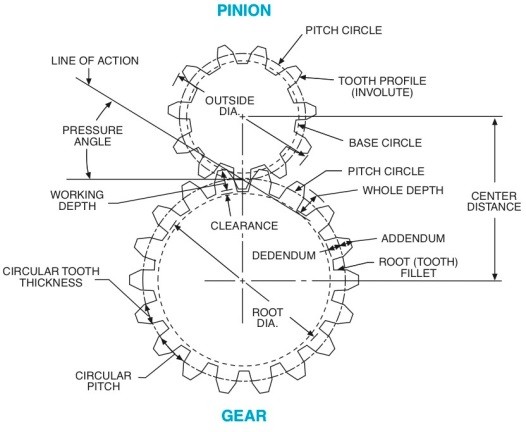 PINION
PITCH CIRCLE
LINE OF ACTION
TOOTH PROFILE
(INVOLUTE)
OUTSIDE
DIA.
PRESSURE
ANGLE
BASE CIRCLE
PITCH CIRCLE
WHOLE DEPTH
WORKING
DEPTH
CENTER
DISTANCE
CLEARANCE
ADDENDUM
DEDENDUM
ROOT (TOOTH)
FILLET
CIRCULAR TOOTH
THICKNESS
ROOT
DIA.
CIRCULAR
PITCH
GEAR